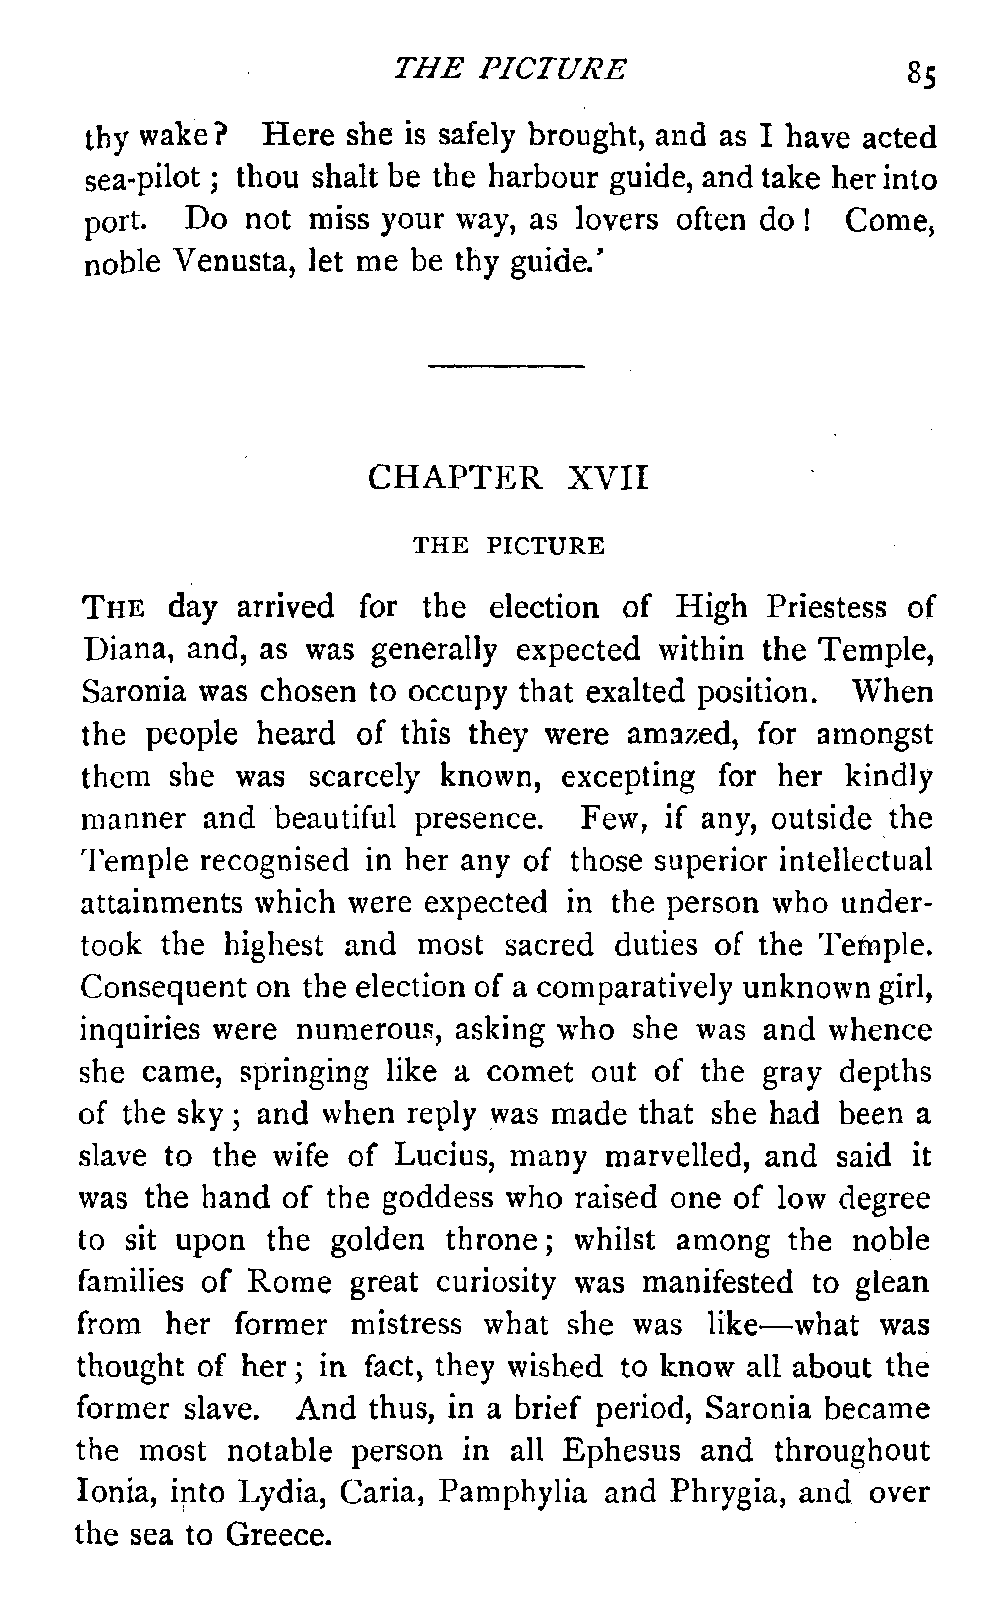 THE PICTURE 85
thy wake? Here she is safely brought, and as I have acted
sea-pilot ; thou shalt be the harbour guide, and take her into
port. Do not miss your way, as lovers often do ! Come,
noble Venusta, let me be thy guide.'
CHAPTER XVII
THE PICTURE
THE day arrived for the election of High Priestess of
Diana, and, as was generally expected within the Temple,
Saronia was chosen to occupy that exalted position. When
the people heard of this they were amazed, for amongst
them she was scarcely known, excepting for her kindly
manner and beautiful presence. Few, if any, outside the
Temple recognised in her any of those superior intellectual
attainments which were expected in the person who under-
took the highest and most sacred duties of the Temple.
Consequent on the election of a comparatively unknown girl,
inquiries were numerous, asking who she was and whence
she came, springing like a comet out of the gray depths
of the sky ; and when reply was made that she had been a
slave to the wife of Lucius, many marvelled, and said it
was the hand of the goddess who raised one of low degree
to sit upon the golden throne ; whilst among the noble
families of Rome great curiosity was manifested to glean
from her former mistress what she was like—what was
thought of her ; in fact, they wished to know all about the
former slave. And thus, in a brief period, Saronia became
the most notable person in all Ephesus and throughout
Ionia, into Lydia, Caria, Pamphylia and Phrygia, and over
the sea to Greece.